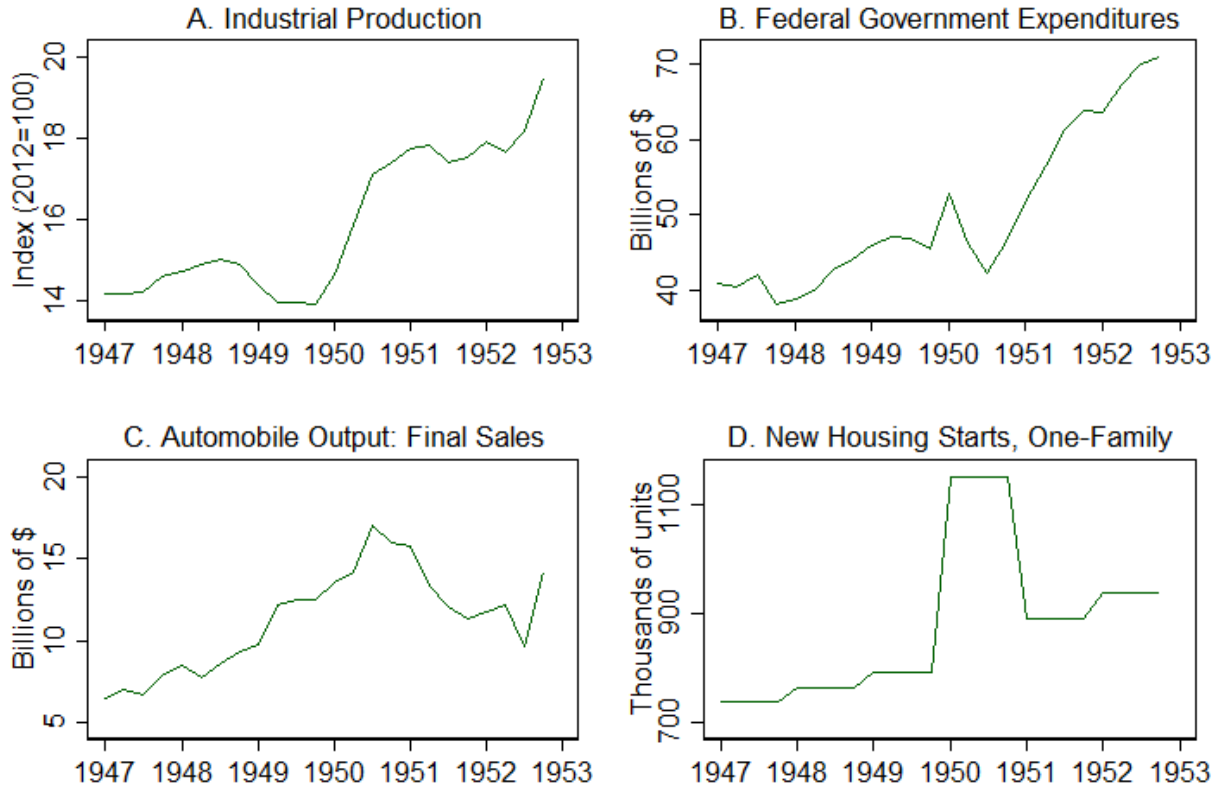 A. Industrial Production
Index (2012=100)
20
18
16
14
1947 1948 1949 1950 1951 1952 1953
B. Federal Government Expenditures
Billions of $
70
60
50
40
1947 1948 1949 1950 1951 1952 1953
C. Automobile Output: Final Sales
Billions of $
20
15
10
5
1947 1948 1949 1950 1951 1952 1953
D. New Housing Starts, One-Family
Thousands of units
1100
900
700
1947 1948 1949 1950 1951 1952 1953